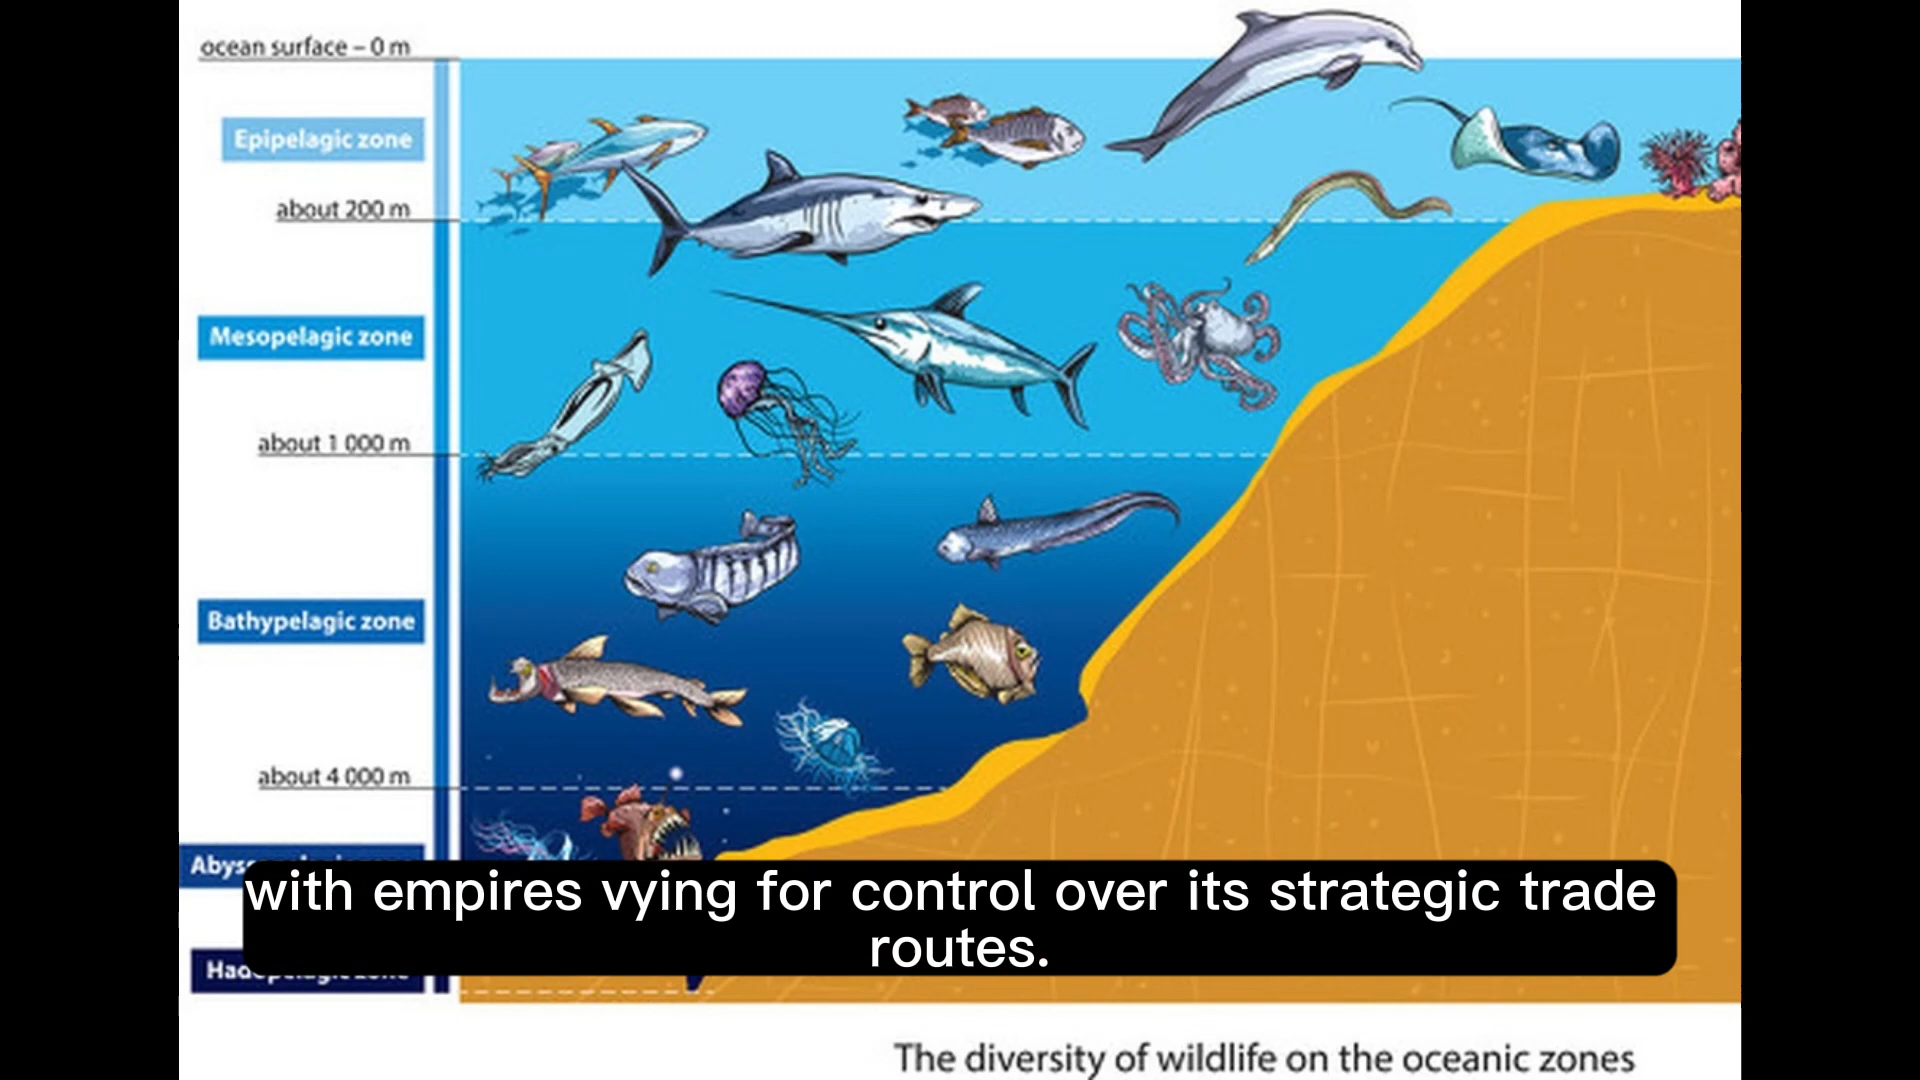 ocean surface – 0 m
Epipelagic zone
about 200 m
Mesopelagic zone
about 1 000 m
Bathypelagic zone
about 4 000 m
with empires vying for control over its strategic trade
routes.
The diversity of wildlife on the oceanic zones